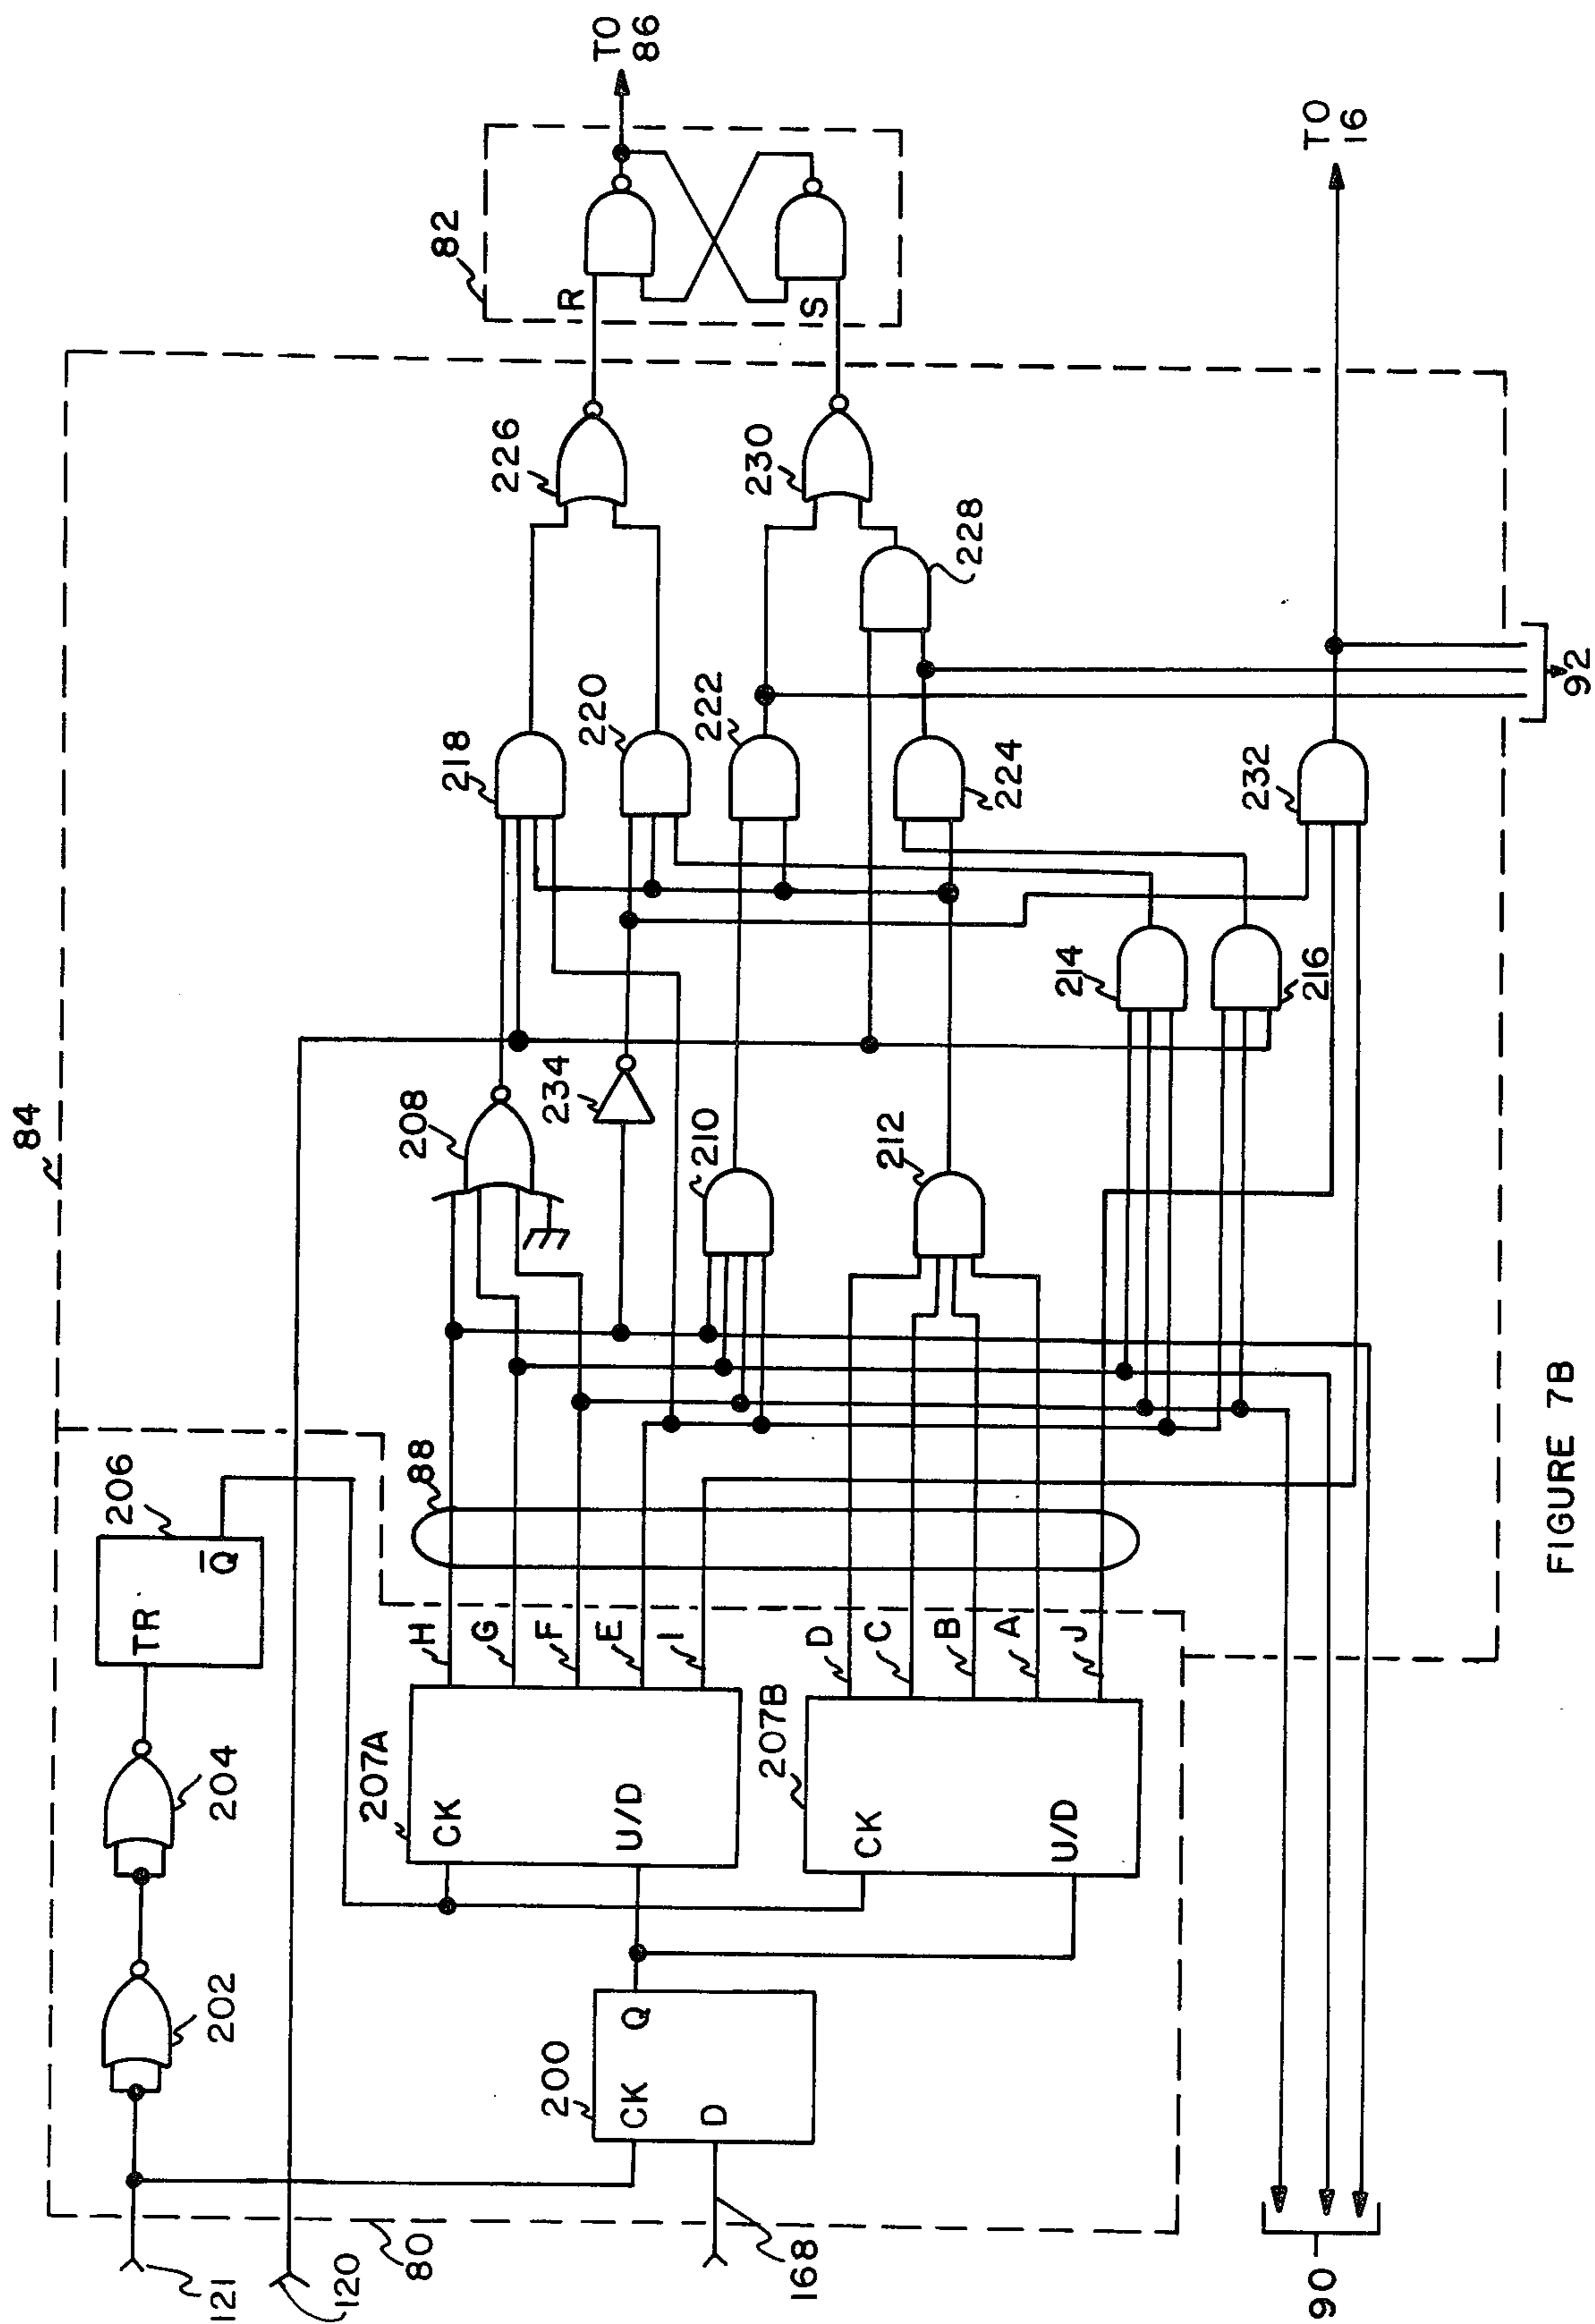 84
TO
86
82
R
S
TO
16
226
230
228
218
220
222
224
232
92
208
234
210
212
214
216
206
TR
Q̅
88
H
G
F
E
I
D
C
B
A
J
204
202
207A
CK
U/D
207B
CK
U/D
200
CK
D
Q
121
120
80
168
90
FIGURE 7B